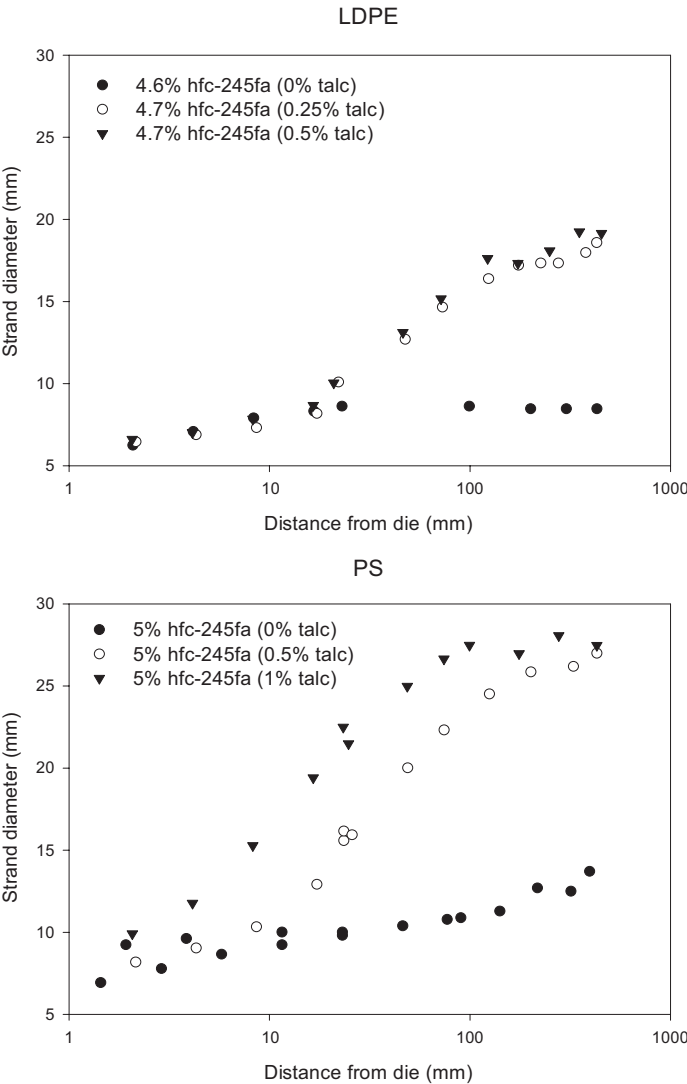 LDPE
30
4.6% hfc-245fa (0% talc)
4.7% hfc-245fa (0.25% talc)
25
4.7% hfc-245fa (0.5% talc)
Strand diameter (mm)
20
15
10
5
1 10 100 1000
Distance from die (mm)
PS
30
5% hfc-245fa (0% talc)
5% hfc-245fa (0.5% talc)
25
5% hfc-245fa (1% talc)
Strand diameter (mm)
20
15
10
5
1 10 100 1000
Distance from die (mm)